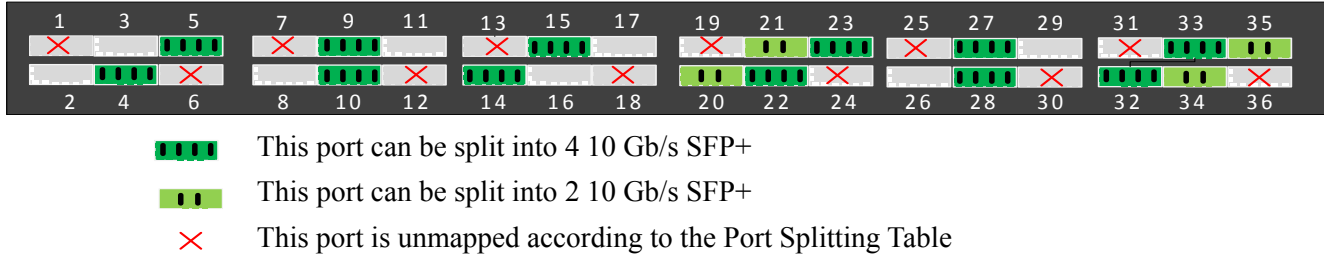 1 3 5 7 9 11 13 15 17 19 21 23 25 27 29 31 33 35
2 4 6 8 10 12 14 16 18 20 22 24 26 28 30 32 34 36
This port can be split into 4 10 Gb/s SFP+
This port can be split into 2 10 Gb/s SFP+
This port is unmapped according to the Port Splitting Table